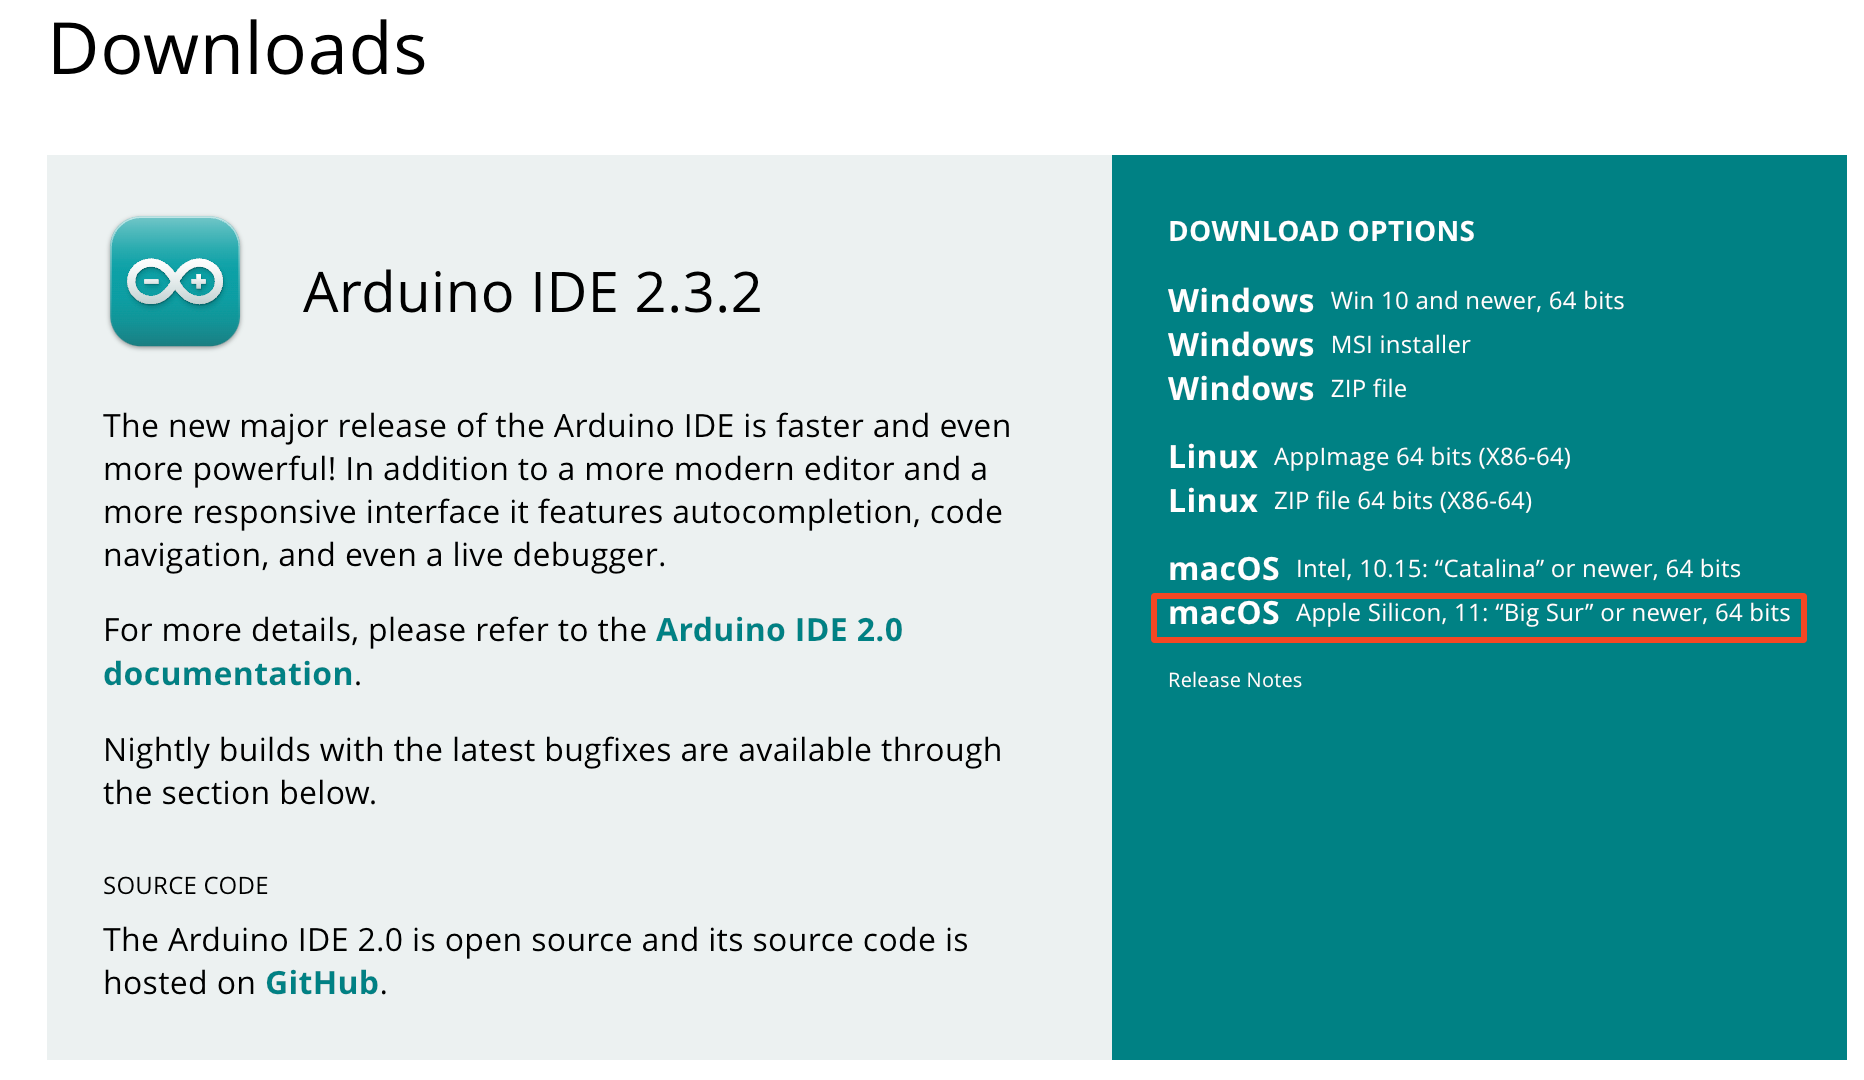 Downloads
Arduino IDE 2.3.2
The new major release of the Arduino IDE is faster and even
more powerful! In addition to a more modern editor and a
more responsive interface it features autocompletion, code
navigation, and even a live debugger.
For more details, please refer to the Arduino IDE 2.0
documentation.
Nightly builds with the latest bugfixes are available through
the section below.
SOURCE CODE
The Arduino IDE 2.0 is open source and its source code is
hosted on GitHub.
DOWNLOAD OPTIONS
Windows Win 10 and newer, 64 bits
Windows MSI installer
Windows ZIP file
Linux AppImage 64 bits (X86-64)
Linux ZIP file 64 bits (X86-64)
macOS Intel, 10.15: “Catalina” or newer, 64 bits
macOS Apple Silicon, 11: “Big Sur” or newer, 64 bits
Release Notes